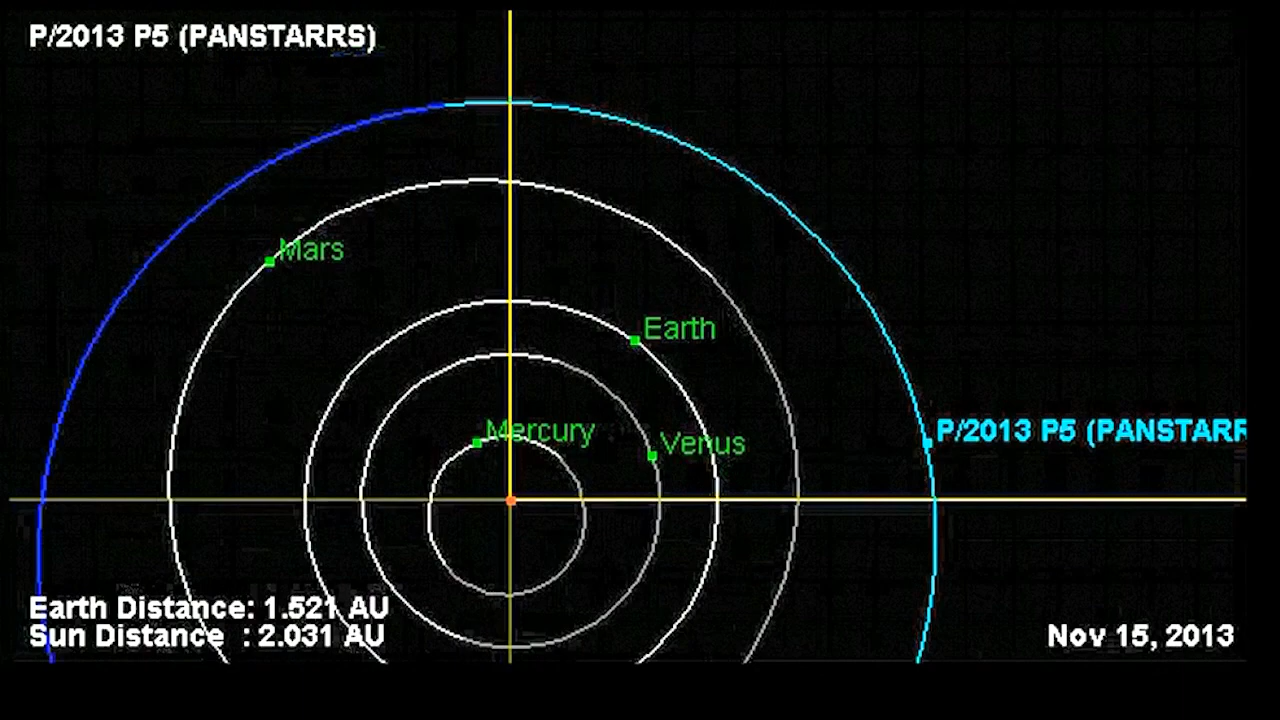 P/2013 P5 (PANSTARRS)
Mars
Earth
Mercury
Venus
P/2013 P5 (PANSTARR
Earth Distance: 1.521 AU
Sun Distance : 2.031 AU
Nov 15, 2013